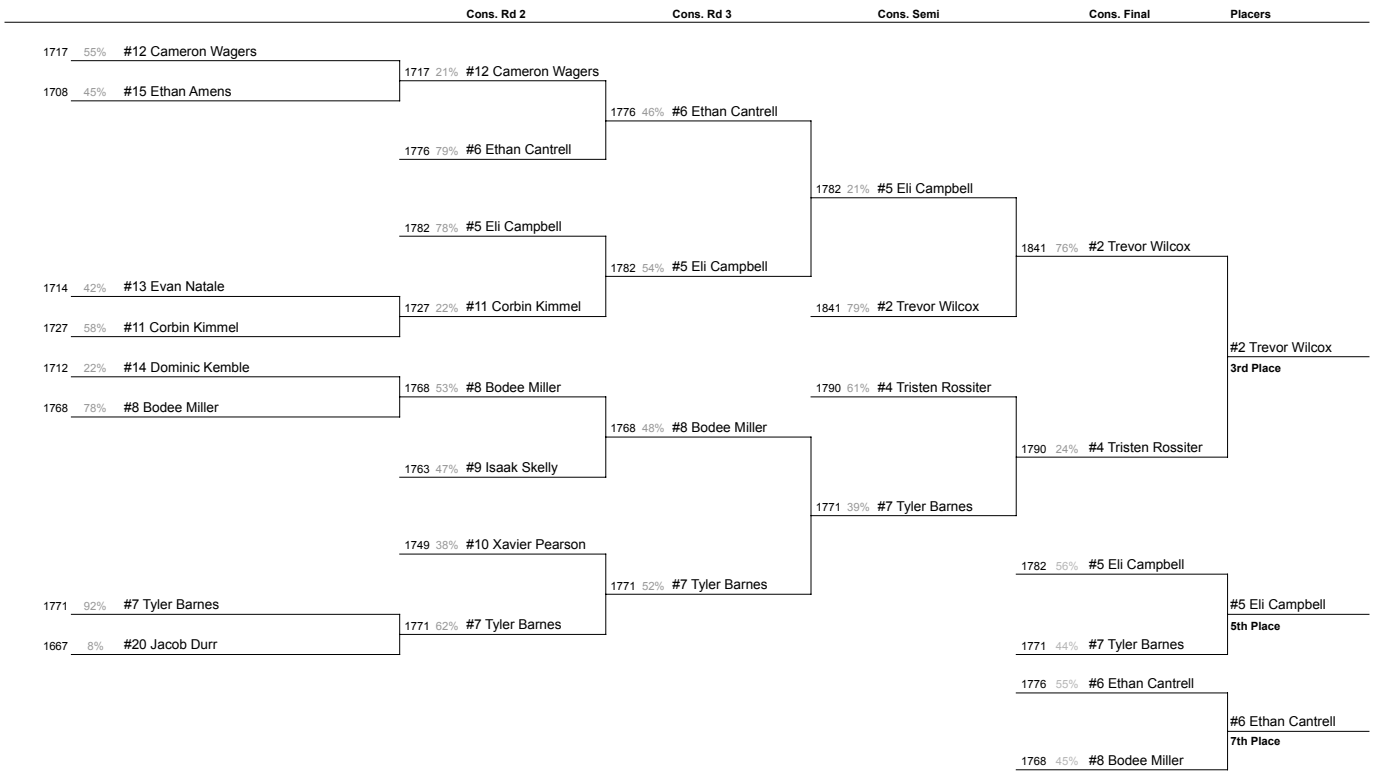 Cons. Rd 2 Cons. Rd 3 Cons. Semi Cons. Final Placers
1717 55% #12 Cameron Wagers
1717 21% #12 Cameron Wagers
1708 45% #15 Ethan Amens
1776 46% #6 Ethan Cantrell
1776 79% #6 Ethan Cantrell
1782 21% #5 Eli Campbell
1782 78% #5 Eli Campbell
1841 76% #2 Trevor Wilcox
1782 54% #5 Eli Campbell
1714 42% #13 Evan Natale
1727 22% #11 Corbin Kimmel
1841 79% #2 Trevor Wilcox
1727 58% #11 Corbin Kimmel
#2 Trevor Wilcox
3rd Place
1712 22% #14 Dominic Kemble
1768 53% #8 Bodee Miller
1790 61% #4 Tristen Rossiter
1768 78% #8 Bodee Miller
1768 48% #8 Bodee Miller
1790 24% #4 Tristen Rossiter
1763 47% #9 Isaak Skelly
1771 39% #7 Tyler Barnes
1749 38% #10 Xavier Pearson
1782 56% #5 Eli Campbell
1771 52% #7 Tyler Barnes
1771 92% #7 Tyler Barnes
#5 Eli Campbell
5th Place
1771 62% #7 Tyler Barnes
1667 8% #20 Jacob Durr
1771 44% #7 Tyler Barnes
1776 55% #6 Ethan Cantrell
#6 Ethan Cantrell
7th Place
1768 45% #8 Bodee Miller